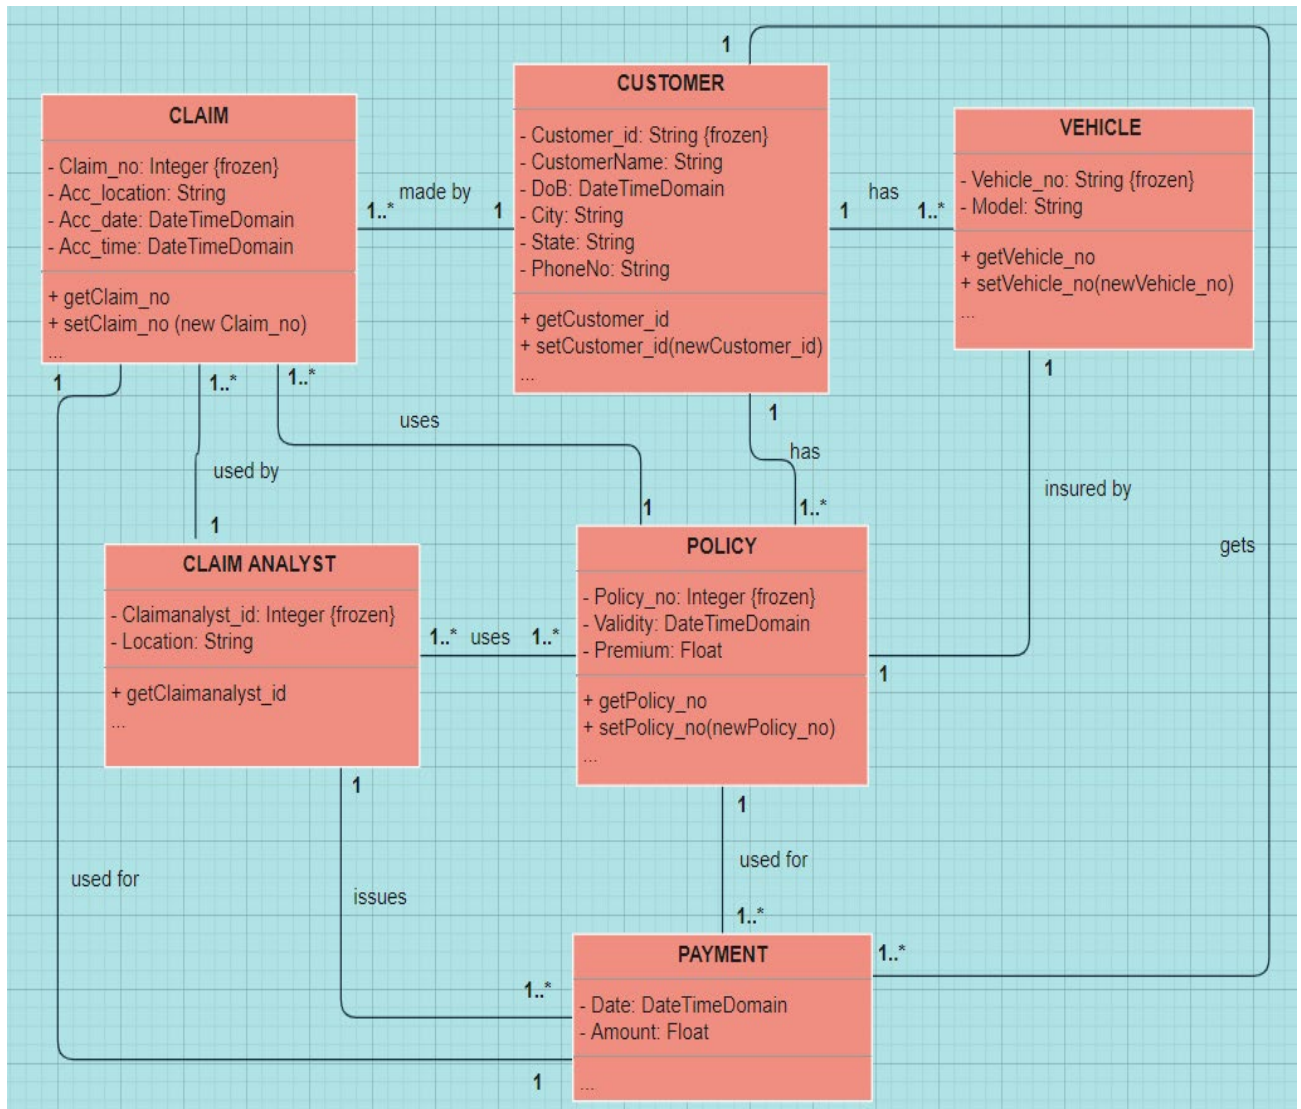 1
CUSTOMER
- Customer_id: String {frozen}
- CustomerName: String
- DoB: DateTimeDomain
- City: String
- State: String
- PhoneNo: String
+ getCustomer_id
+ setCustomer_id(newCustomer_id)
...
CLAIM
- Claim_no: Integer {frozen}
- Acc_location: String
- Acc_date: DateTimeDomain
- Acc_time: DateTimeDomain
+ getClaim_no
+ setClaim_no (new Claim_no)
...
VEHICLE
- Vehicle_no: String {frozen}
- Model: String
+ getVehicle_no
+ setVehicle_no(newVehicle_no)
...
made by
1..*
1
has
1
1..*
1
1..*
1..*
1
1
uses
has
used by
insured by
1
1
1..*
gets
CLAIM ANALYST
- Claimanalyst_id: Integer {frozen}
- Location: String
+ getClaimanalyst_id
...
POLICY
- Policy_no: Integer {frozen}
- Validity: DateTimeDomain
- Premium: Float
+ getPolicy_no
+ setPolicy_no(newPolicy_no)
...
1..*
uses
1..*
1
1
1
used for
used for
issues
1..*
1..*
1..*
PAYMENT
- Date: DateTimeDomain
- Amount: Float
...
1